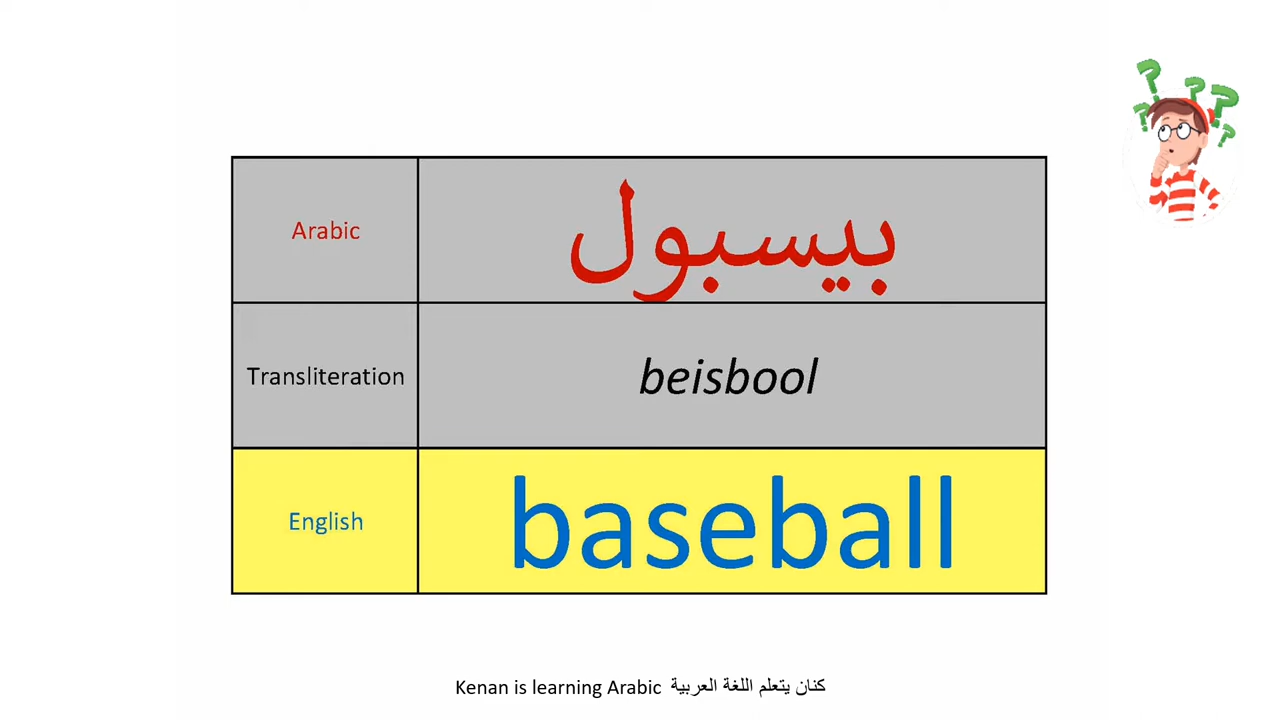 Arabic بيسبول
Transliteration beisbool
English baseball
Kenan is learning Arabic كنان يتعلم اللغة العربية